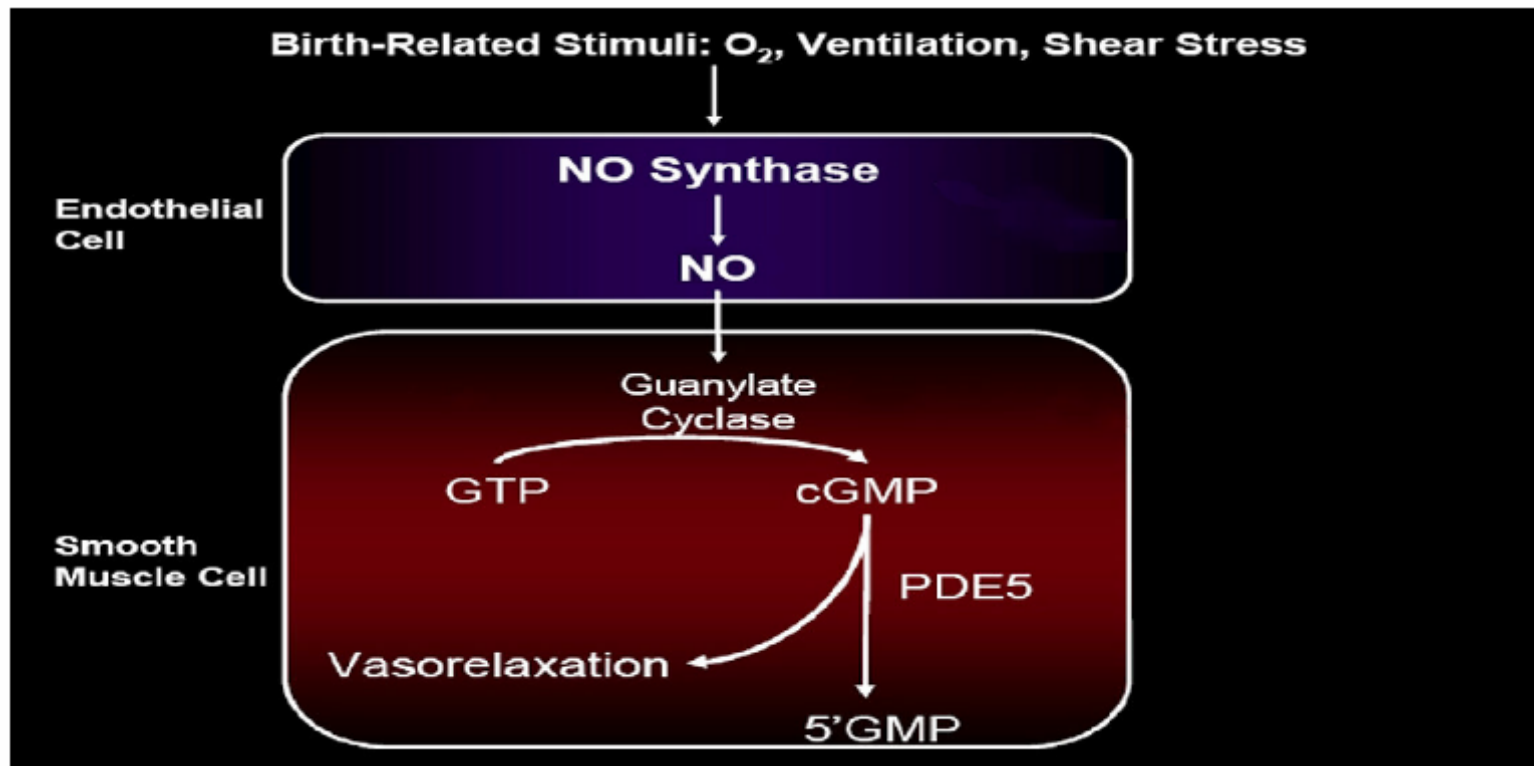 Birth-Related Stimuli: O₂, Ventilation, Shear Stress
NO Synthase
Endothelial
Cell
NO
Guanylate
Cyclase
GTP
cGMP
Smooth
Muscle Cell
PDE5
Vasorelaxation
5’GMP